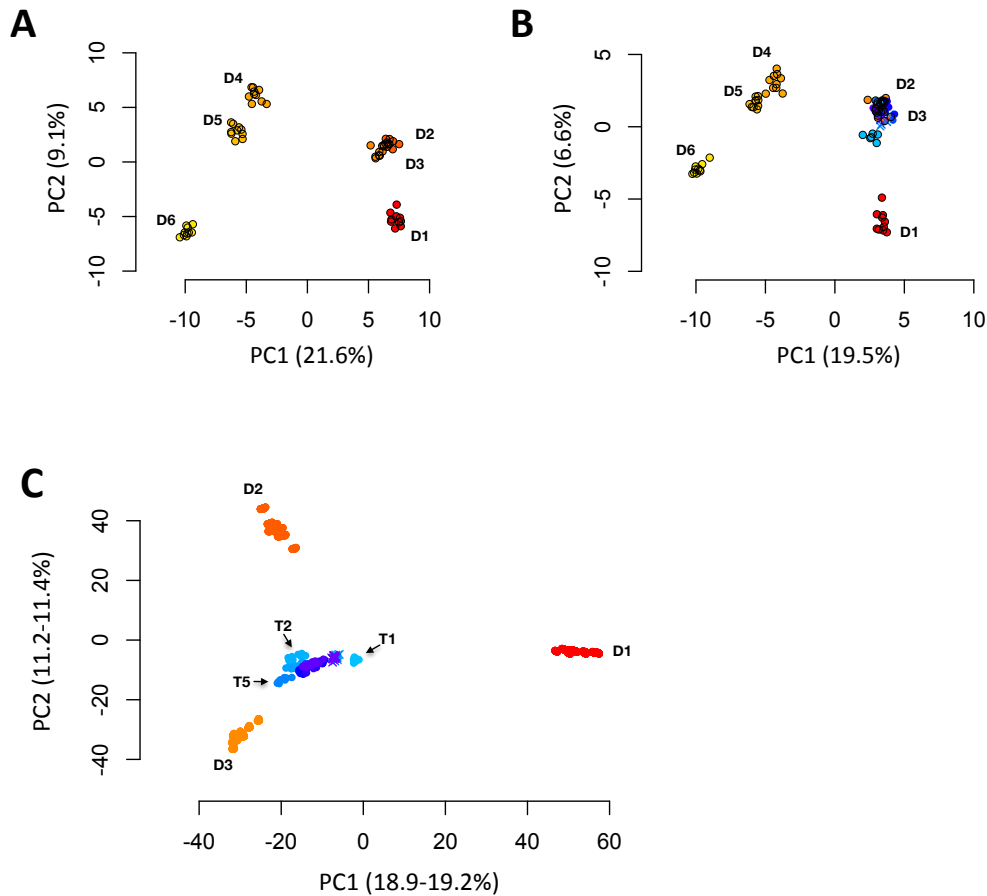 A
PC2 (9.1%)
10
5
0
-5
-10
D4
D5
D2
D3
D6
D1
-10
-5
0
5
10
PC1 (21.6%)
B
PC2 (6.6%)
5
0
-5
-10
D4
D5
D2
D3
D6
D1
-10
-5
0
5
10
PC1 (19.5%)
C
PC2 (11.2-11.4%)
40
20
0
-20
-40
D2
T2
T1
D1
T5
D3
-40
-20
0
20
40
60
PC1 (18.9-19.2%)